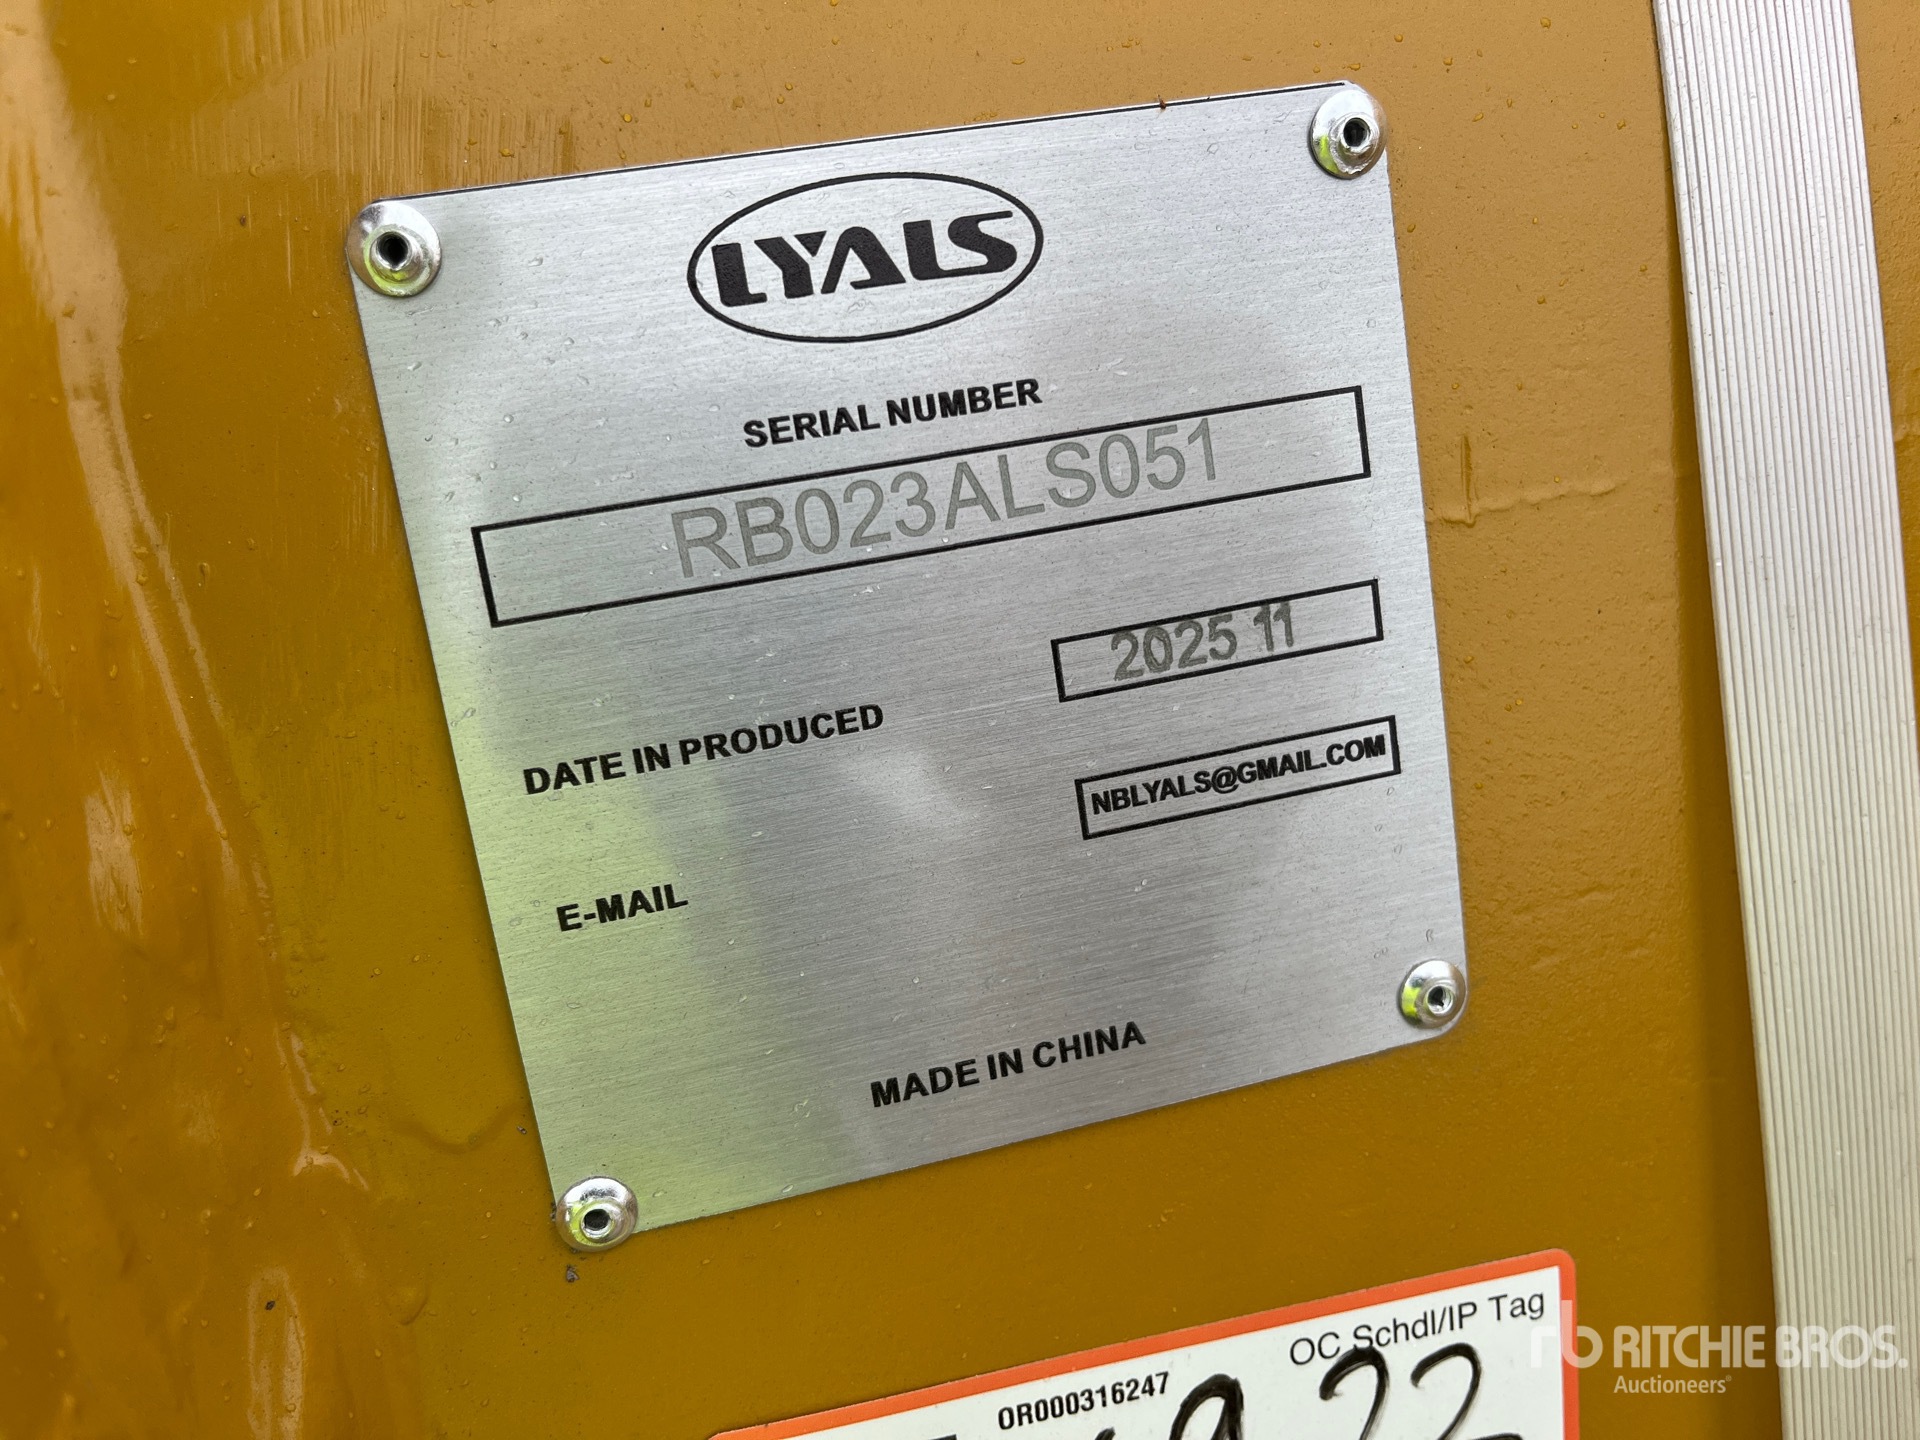 LYALS
SERIAL NUMBER
RB023ALS051
2025 11
DATE IN PRODUCED
NBLYALS@GMAIL.COM
E-MAIL
MADE IN CHINA
OC Schdl/IP Tag
OR000316247
RITCHIE BROS.
Auctioneers